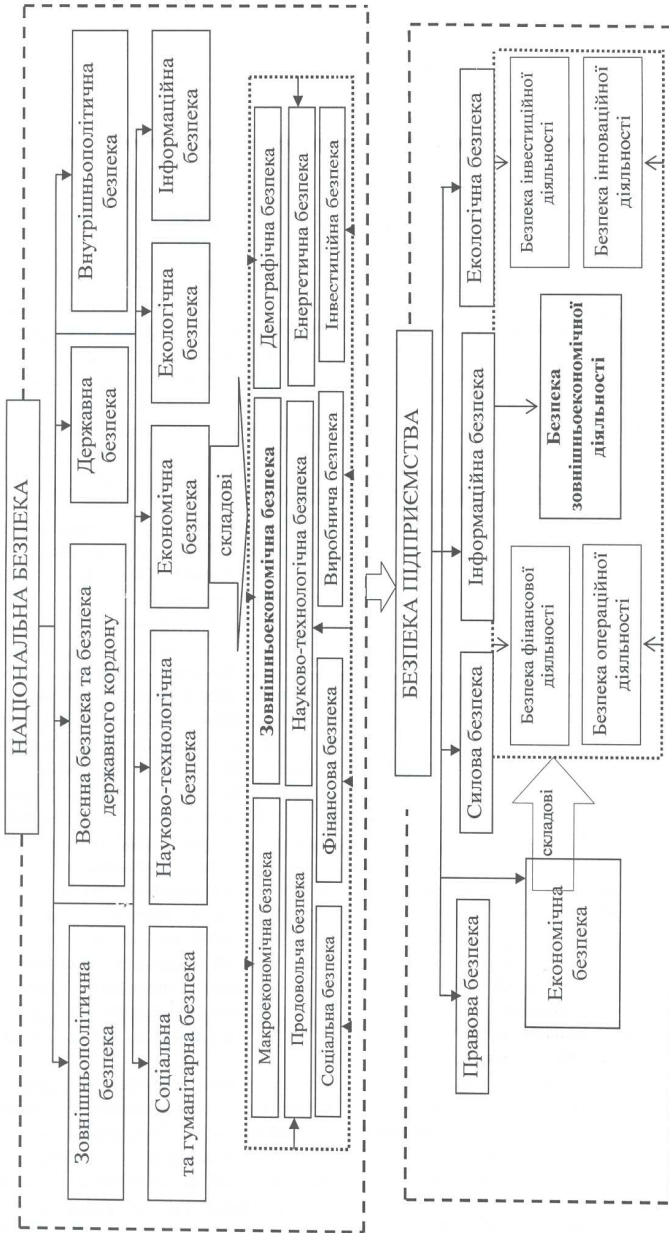 НАЦІОНАЛЬНА БЕЗПЕКА
Зовнішньополітична
безпека
Воєнна безпека та безпека
державного кордону
Державна
безпека
Внутрішньополітична
безпека
Соціальна
та гуманітарна безпека
Науково-технологічна
безпека
Економічна
безпека
Екологічна
безпека
Інформаційна
безпека
складові
Макроекономічна безпека
Зовнішньоекономічна безпека
Демографічна безпека
Продовольча безпека
Науково-технологічна безпека
Енергетична безпека
Соціальна безпека
Фінансова безпека
Виробнича безпека
Інвестиційна безпека
БЕЗПЕКА ПІДПРИЄМСТВА
Правова безпека
Силова безпека
Інформаційна безпека
Екологічна безпека
Економічна
безпека
складові
Безпека фінансової
діяльності
Безпека операційної
діяльності
Безпека
зовнішньоекономічної
діяльності
Безпека інвестиційної
діяльності
Безпека інноваційної
діяльності